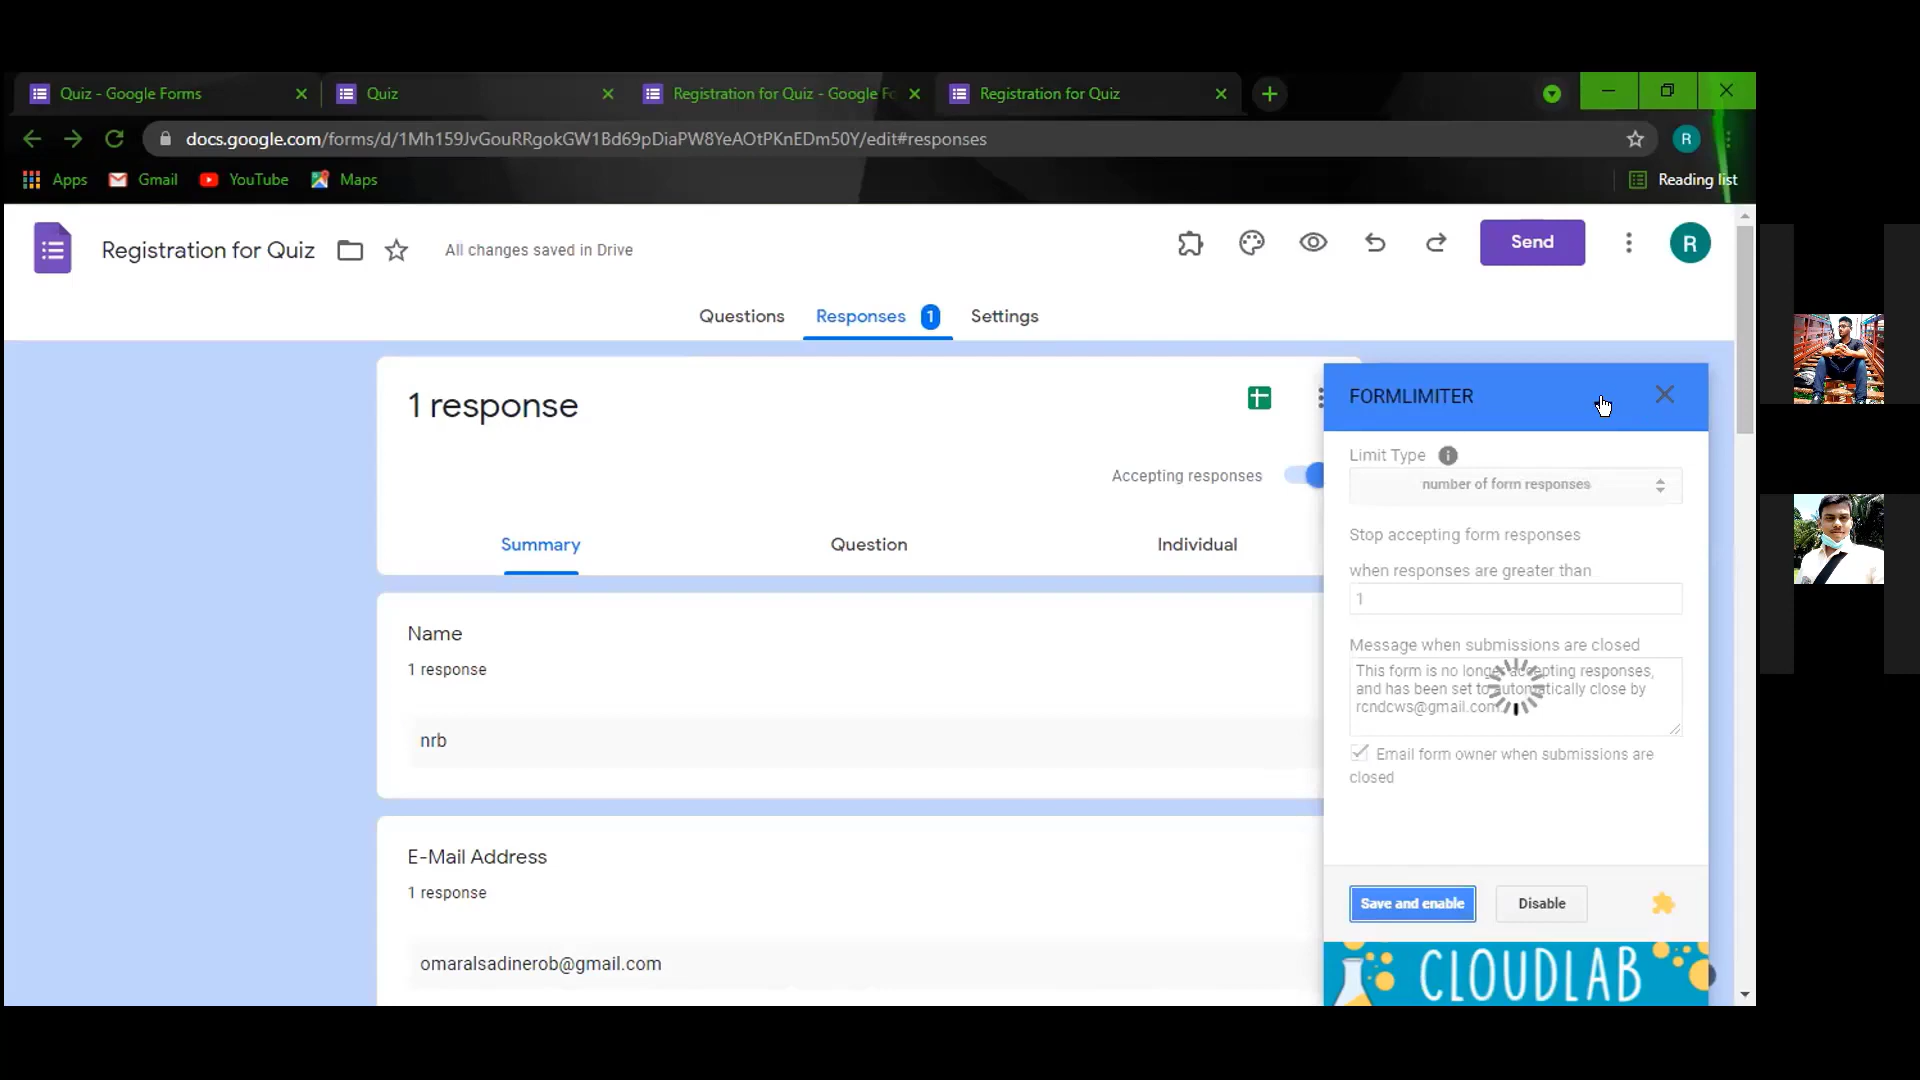 Quiz - Google Forms
Quiz
Registration for Quiz - Google Fo
Registration for Quiz
docs.google.com/forms/d/1Mh159JvGouRRgokGW1Bd69pDiaPW8YeAOtPKnEDm50Y/edit#responses
R
Apps
Gmail
YouTube
Maps
Reading list
Registration for Quiz
All changes saved in Drive
Send
R
Questions
Responses 1
Settings
1 response
Accepting responses
Summary
Question
Individual
Name
1 response
nrb
E-Mail Address
1 response
omaralsadinerob@gmail.com
FORMLIMITER
Limit Type
number of form responses
Stop accepting form responses
when responses are greater than
1
Message when submissions are closed
This form is no longer accepting responses,
and has been set to automatically close by
rcndcws@gmail.com
Email form owner when submissions are
closed
Save and enable
Disable
CLOUDLAB